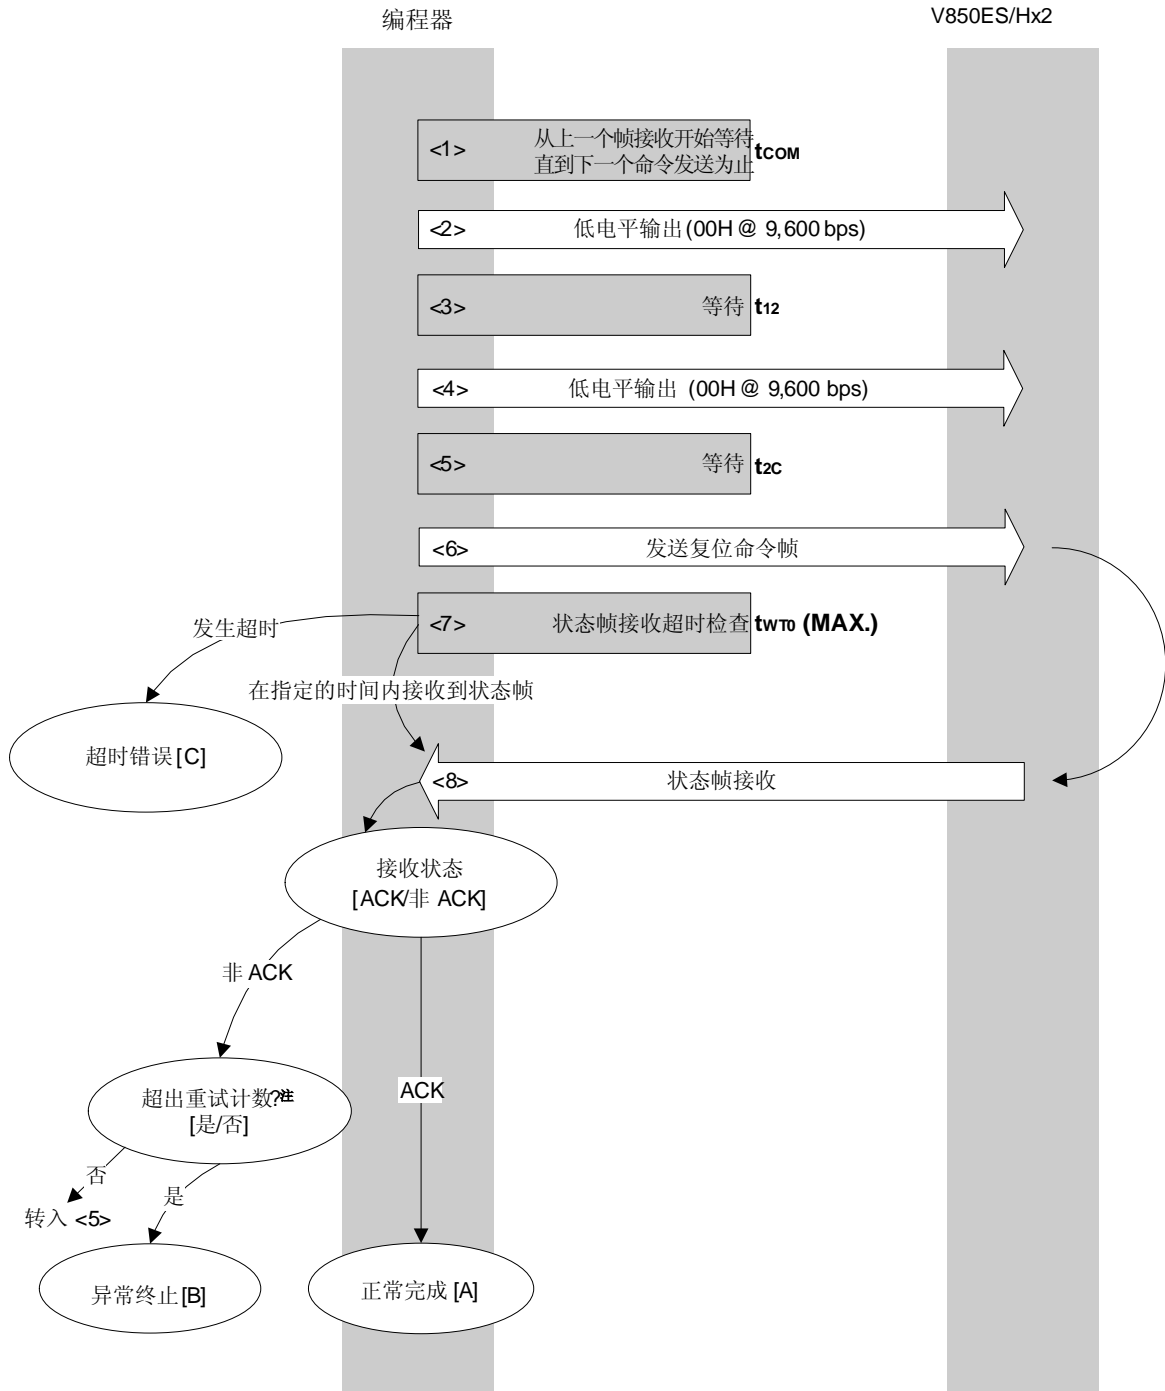 编程器
V850ES/Hx2
<1> 从上一个帧接收开始等待 tCOM
直到下一个命令发送为止
<2> 低电平输出(00H @ 9,600 bps)
<3> 等待 t12
<4> 低电平输出 (00H @ 9,600 bps)
<5> 等待 t2C
<6> 发送复位命令帧
<7> 状态帧接收超时检查 tWT0 (MAX.)
发生超时
在指定的时间内接收到状态帧
超时错误[C]
<8> 状态帧接收
接收状态
[ACK/非 ACK]
非 ACK
ACK
超出重试计数?注
[是/否]
否
是
转入 <5>
异常终止[B]
正常完成 [A]